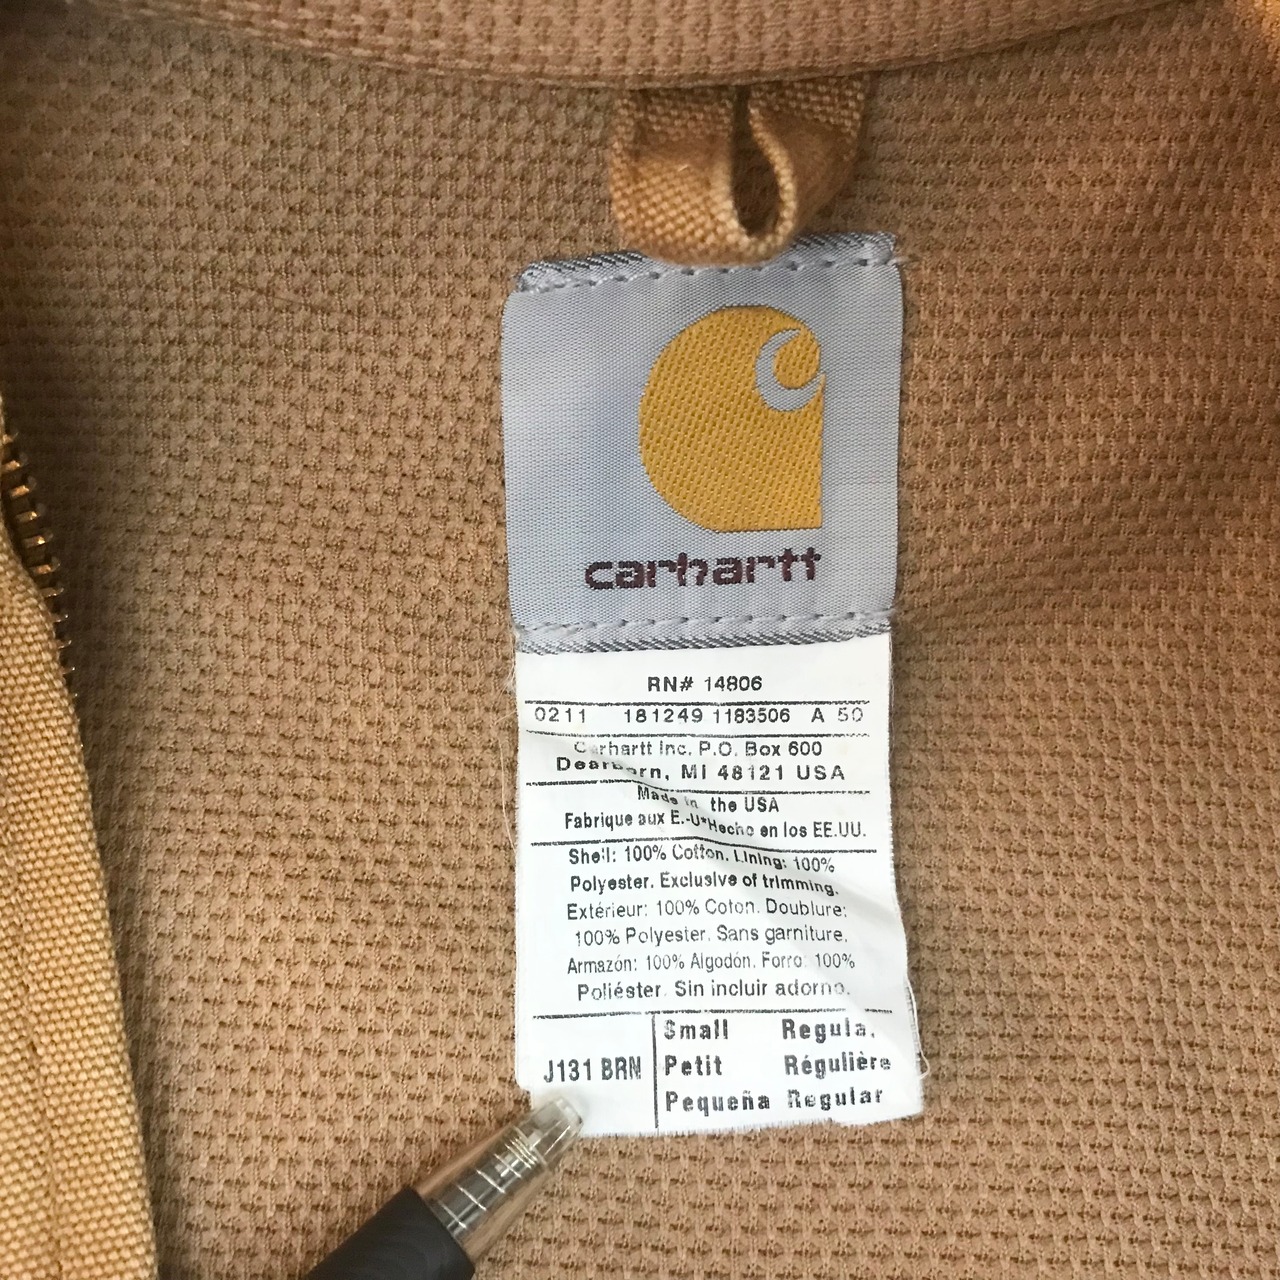 carhartt
RN# 14806
0211 181249 1183506 A 50
Carhartt Inc. P.O. Box 600
Dearborn, MI 48121 USA
Made in the USA
Fabrique aux E.-U*Hecho en los EE.UU.
Shell: 100% Cotton. Lining: 100%
Polyester. Exclusive of trimming.
Extérieur: 100% Coton. Doublure:
100% Polyester. Sans garniture.
Armazón: 100% Algodón. Forro: 100%
Poliéster. Sin incluir adorno.
J131 BRN
Small Regular
Petit Régulière
Pequeña Regular